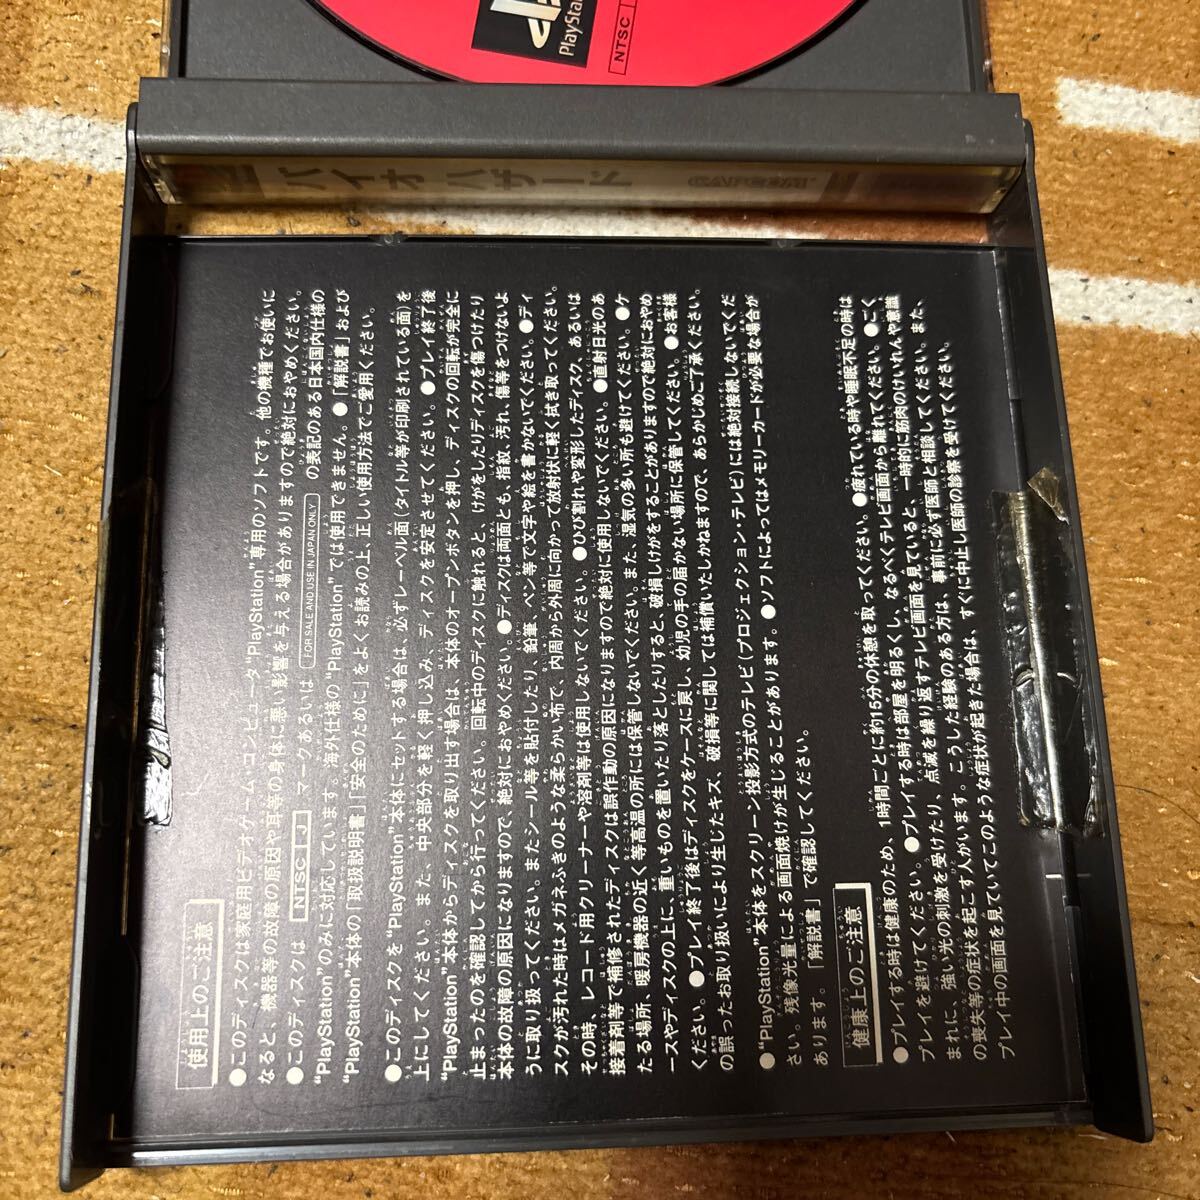 PlayStation
NTSC
バイオ ハザード
CAPCOM
使用上のご注意
●このディスクは家庭用ビデオゲーム・コンピュータ“PlayStation”専用のソフトです。他の機種でお使いに
なると、機器等の故障の原因や耳等の身体に悪い影響を与える場合がありますので絶対におやめください。
●このディスクは NTSC J マークあるいは FOR SALE AND USE IN JAPAN ONLY の表記のある日本国内仕様の
“PlayStation”のみに対応しています。海外仕様の“PlayStation”では使用できません。●「解説書」および
“PlayStation”本体の「取扱説明書」「安全のために」をよくお読みの上、正しい使用方法でご愛用ください。
●このディスクを“PlayStation”本体にセットする場合は、必ずレーベル面(タイトル等が印刷されている面)を
上にしてください。また、中央部分を軽く押し込み、ディスクを安定させてください。●プレイ終了後
“PlayStation”本体からディスクを取り出す場合は、本体のオープンボタンを押し、ディスクの回転が完全に
止まったのを確認してから行ってください。回転中のディスクに触れると、けがをしたりディスクを傷つけたり
本体の故障の原因になりますので、絶対におやめください。●ディスクは両面とも、指紋、汚れ、傷等をつけないよ
うに取り扱ってください。またシール等を貼付したり、鉛筆、ペン等で文字や絵を書かないでください。●ディ
スクが汚れた時はメガネふきのような柔らかい布で、内周から外周に向かって放射状に軽く拭き取ってください。
その時、レコード用クリーナーや溶剤等は使用しないでください。●ひび割れや変形したディスク、あるいは
接着剤等で補修されたディスクは誤作動の原因になりますので絶対に使用しないでください。●直射日光のあ
たる場所、暖房機器の近く等高温の所には保管しないでください。また、湿気の多い所も避けてください。●ケ
ースやディスクの上に、重いものを置いたり落としたりすると、破損しけがをすることがありますので絶対におやめ
ください。●プレイ終了後はディスクをケースに戻し、幼児の手の届かない場所に保管してください。●お客様
の誤ったお取り扱いにより生じたキズ、破損等に関しては補償いたしかねますので、あらかじめご了承ください。
●“PlayStation”本体をスクリーン投影方式のテレビ(プロジェクション・テレビ)には絶対接続しないでくだ
さい。残像光量による画面焼けが生じることがあります。●ソフトによってはメモリーカードが必要な場合が
あります。「解説書」で確認してください。
健康上のご注意
●プレイする時は健康のため、1時間ごとに約15分の休憩を取ってください。●疲れている時や睡眠不足の時は
プレイを避けてください。●プレイする時は部屋を明るくし、なるべくテレビ画面から離れてください。●ごく
まれに、強い光の刺激を受けたり、点滅を繰り返すテレビ画面を見ていると、一時的に筋肉のけいれんや意識
の喪失等の症状を起こす人がいます。こうした経験のある方は、事前に必ず医師と相談してください。また、
プレイ中の画面を見ていてこのような症状が起きた場合は、すぐに中止し医師の診察を受けてください。